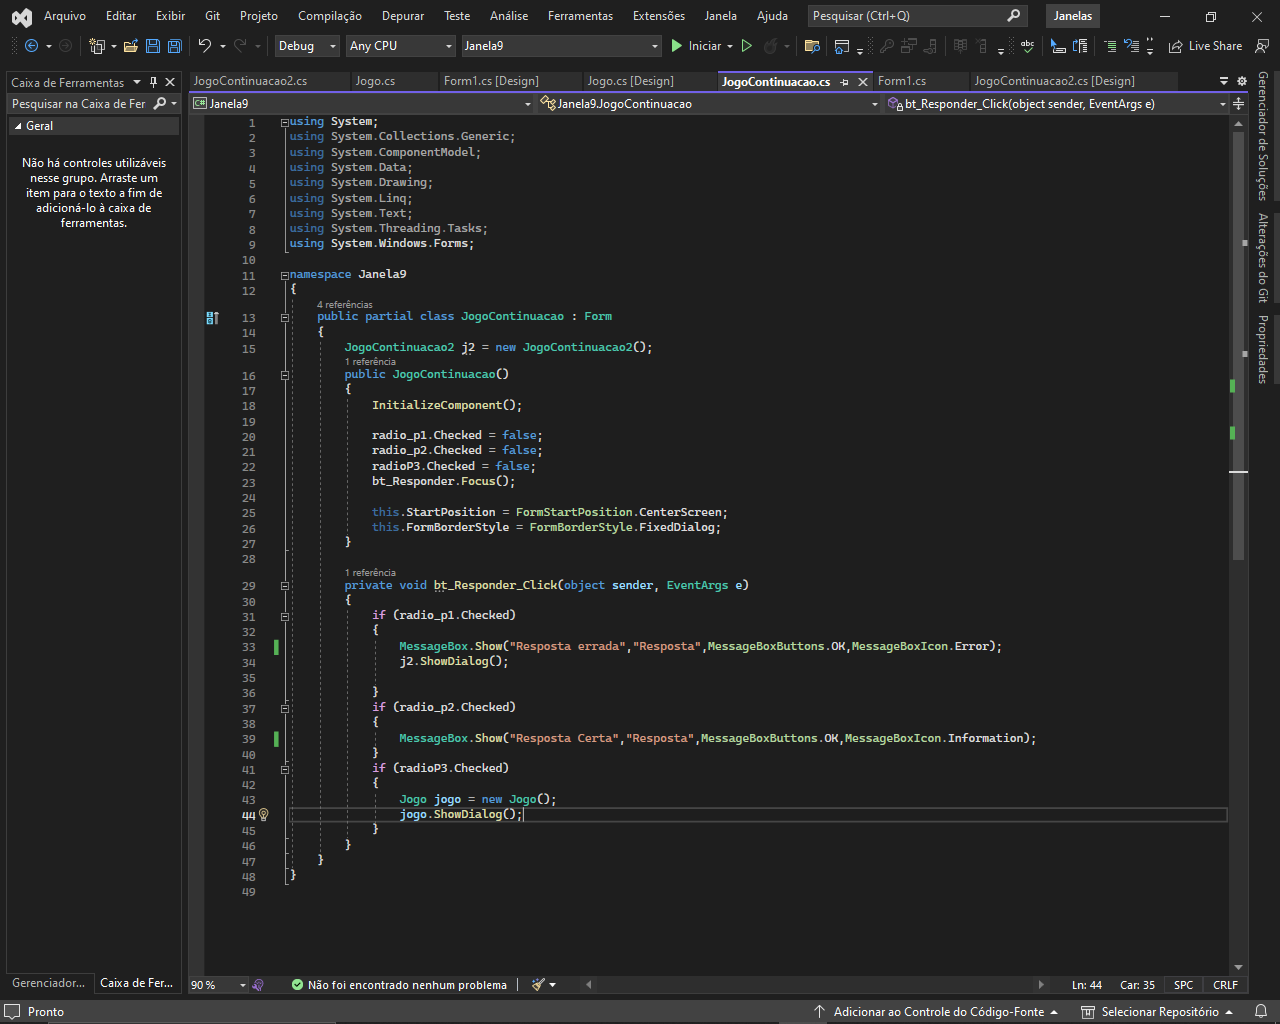 Arquivo Editar Exibir Git Projeto Compilação Depurar Teste Análise Ferramentas Extensões Janela Ajuda Pesquisar (Ctrl+Q) Janelas
Debug Any CPU Janela9 Iniciar Live Share
Caixa de Ferramentas
JogoContinuacao2.cs Jogo.cs Form1.cs [Design] Jogo.cs [Design] JogoContinuacao.cs Form1.cs JogoContinuacao2.cs [Design]
Pesquisar na Caixa de Fer
C# Janela9 Janela9.JogoContinuacao bt_Responder_Click(object sender, EventArgs e)
Geral
Não há controles utilizáveis
nesse grupo. Arraste um
item para o texto a fim de
adicioná-lo à caixa de
ferramentas.
1 using System;
2 using System.Collections.Generic;
3 using System.ComponentModel;
4 using System.Data;
5 using System.Drawing;
6 using System.Linq;
7 using System.Text;
8 using System.Threading.Tasks;
9 using System.Windows.Forms;
10
11 namespace Janela9
12 {
4 referências
13 public partial class JogoContinuacao : Form
14 {
15 JogoContinuacao2 j2 = new JogoContinuacao2();
1 referência
16 public JogoContinuacao()
17 {
18 InitializeComponent();
19
20 radio_p1.Checked = false;
21 radio_p2.Checked = false;
22 radioP3.Checked = false;
23 bt_Responder.Focus();
24
25 this.StartPosition = FormStartPosition.CenterScreen;
26 this.FormBorderStyle = FormBorderStyle.FixedDialog;
27 }
28
1 referência
29 private void bt_Responder_Click(object sender, EventArgs e)
30 {
31 if (radio_p1.Checked)
32 {
33 MessageBox.Show("Resposta errada","Resposta",MessageBoxButtons.OK,MessageBoxIcon.Error);
34 j2.ShowDialog();
35
36 }
37 if (radio_p2.Checked)
38 {
39 MessageBox.Show("Resposta Certa","Resposta",MessageBoxButtons.OK,MessageBoxIcon.Information);
40 }
41 if (radioP3.Checked)
42 {
43 Jogo jogo = new Jogo();
44 jogo.ShowDialog();
45 }
46 }
47 }
48 }
49
Gerenciador de Soluções
Alterações do Git
Propriedades
Gerenciador... Caixa de Fer...
90 % Não foi encontrado nenhum problema Ln: 44 Car: 35 SPC CRLF
Pronto Adicionar ao Controle do Código-Fonte Selecionar Repositório